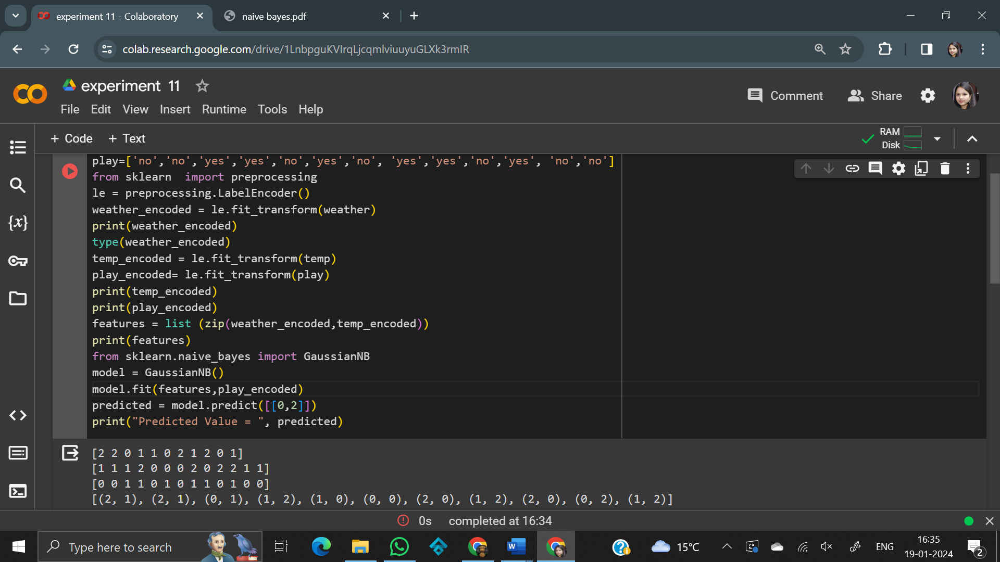 experiment 11 - Colaboratory
naive bayes.pdf
colab.research.google.com/drive/1LnbpguKVIrqLjcqmlviuuyuGLXk3rmIR
experiment 11
File Edit View Insert Runtime Tools Help
Comment
Share
+ Code + Text
RAM
Disk
play=['no','no','yes','yes','no','yes','no', 'yes','yes','no','yes', 'no','no']
from sklearn  import preprocessing
le = preprocessing.LabelEncoder()
weather_encoded = le.fit_transform(weather)
print(weather_encoded)
type(weather_encoded)
temp_encoded = le.fit_transform(temp)
play_encoded= le.fit_transform(play)
print(temp_encoded)
print(play_encoded)
features = list (zip(weather_encoded,temp_encoded))
print(features)
from sklearn.naive_bayes import GaussianNB
model = GaussianNB()
model.fit(features,play_encoded)
predicted = model.predict([[0,2]])
print("Predicted Value = ", predicted)
[2 2 0 1 1 0 2 1 2 0 1]
[1 1 1 2 0 0 0 2 0 2 2 1 1]
[0 0 1 1 0 1 0 1 1 0 1 0 0]
[(2, 1), (2, 1), (0, 1), (1, 2), (1, 0), (0, 0), (2, 0), (1, 2), (2, 0), (0, 2), (1, 2)]
0s completed at 16:34
Type here to search
15°C
ENG
16:35
19-01-2024
2